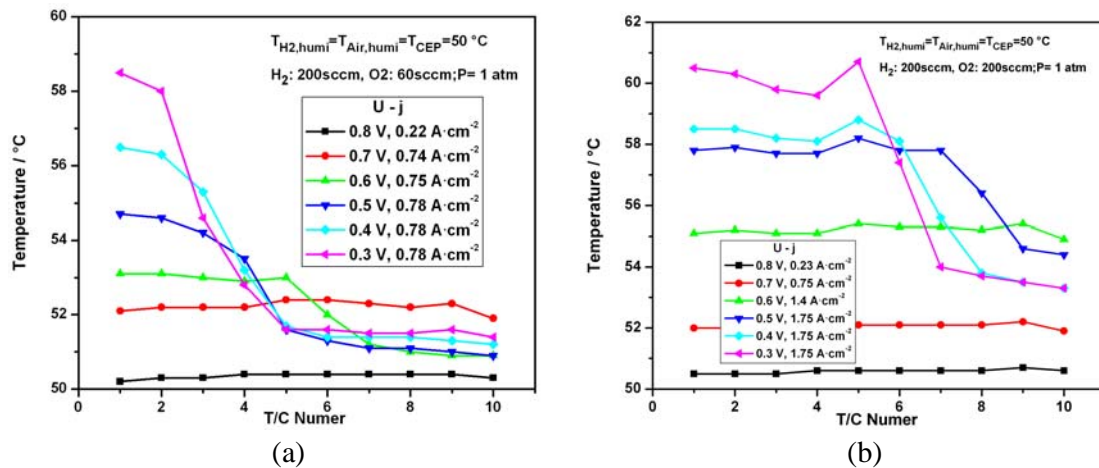 60
58
56
54
52
50
0
2
4
6
8
10
Temperature / °C
T/C Numer
T_H2,humi=T_Air,humi=T_CEP=50 °C
H₂: 200sccm, O2: 60sccm;P= 1 atm
U - j
0.8 V, 0.22 A·cm⁻²
0.7 V, 0.74 A·cm⁻²
0.6 V, 0.75 A·cm⁻²
0.5 V, 0.78 A·cm⁻²
0.4 V, 0.78 A·cm⁻²
0.3 V, 0.78 A·cm⁻²
(a)
62
60
58
56
54
52
50
0
2
4
6
8
10
Temperature / °C
T/C Numer
T_H2,humi=T_Air,humi=T_CEP=50 °C
H₂: 200sccm, O2: 200sccm;P= 1 atm
U - j
0.8 V, 0.23 A·cm⁻²
0.7 V, 0.75 A·cm⁻²
0.6 V, 1.4 A·cm⁻²
0.5 V, 1.75 A·cm⁻²
0.4 V, 1.75 A·cm⁻²
0.3 V, 1.75 A·cm⁻²
(b)